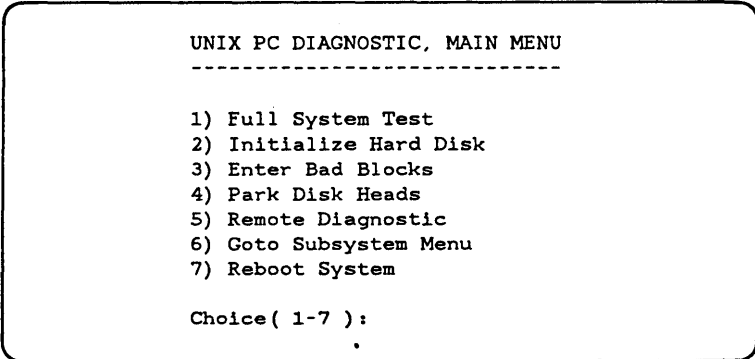 UNIX PC DIAGNOSTIC, MAIN MENU
-----------------------------
1) Full System Test
2) Initialize Hard Disk
3) Enter Bad Blocks
4) Park Disk Heads
5) Remote Diagnostic
6) Goto Subsystem Menu
7) Reboot System
Choice( 1-7 ):